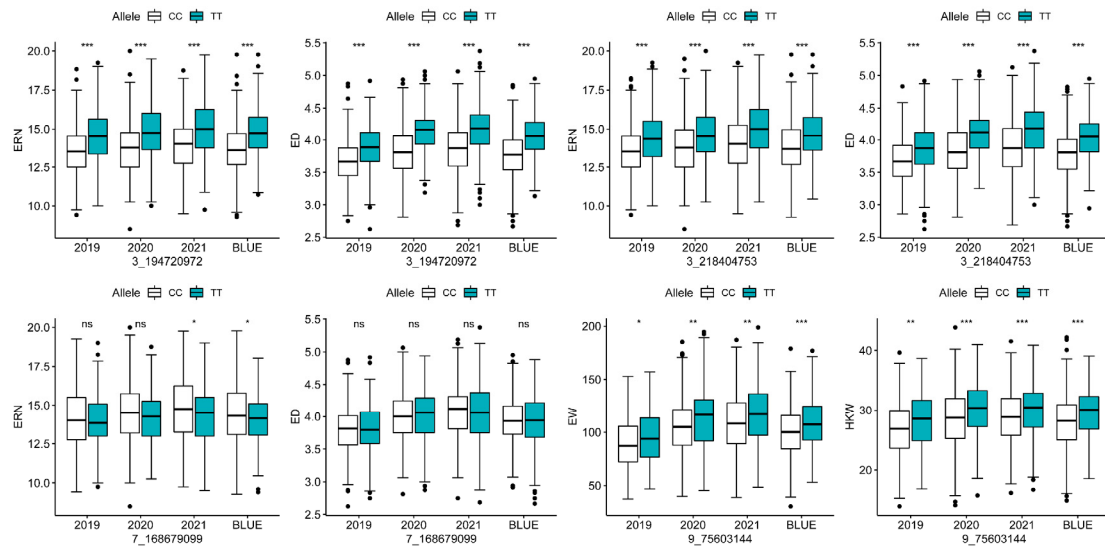 Allele CC TT
Allele CC TT
Allele CC TT
Allele CC TT
*** *** *** ***
*** *** *** ***
*** *** *** ***
*** *** *** ***
ERN
20.0
17.5
15.0
12.5
10.0
2019 2020 2021 BLUE
3_194720972
ED
5.5
5.0
4.5
4.0
3.5
3.0
2.5
2019 2020 2021 BLUE
3_194720972
ERN
20.0
17.5
15.0
12.5
10.0
2019 2020 2021 BLUE
3_218404753
ED
5.5
5.0
4.5
4.0
3.5
3.0
2.5
2019 2020 2021 BLUE
3_218404753
Allele CC TT
Allele CC TT
Allele CC TT
Allele CC TT
ns ns * *
ns ns ns ns
* ** ** ***
** *** *** ***
ERN
20.0
17.5
15.0
12.5
10.0
2019 2020 2021 BLUE
7_168679099
ED
5.5
5.0
4.5
4.0
3.5
3.0
2.5
2019 2020 2021 BLUE
7_168679099
EW
200
150
100
50
2019 2020 2021 BLUE
9_75603144
HKW
40
30
20
2019 2020 2021 BLUE
9_75603144